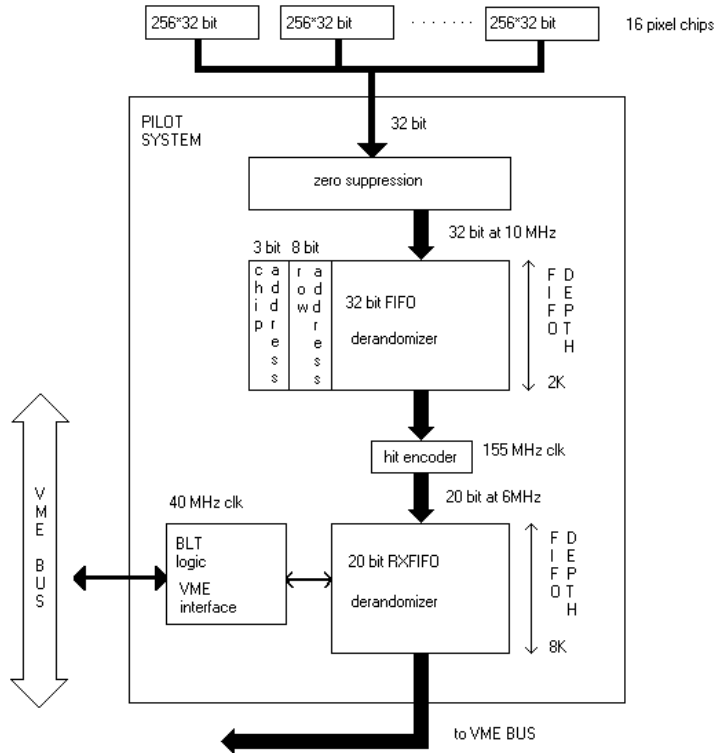 256*32 bit
256*32 bit
. . . . . . .......
256*32 bit
16 pixel chips
PILOT
SYSTEM
32 bit
zero suppression
32 bit at 10 MHz
3 bit
8 bit
chip
address
row
address
32 bit FIFO
derandomizer
FIFO
DEPTH
2K
hit encoder
155 MHz clk
20 bit at 6MHz
VME BUS
40 MHz clk
BLT
logic
VME
interface
20 bit RXFIFO
derandomizer
FIFO
DEPTH
8K
to VME BUS